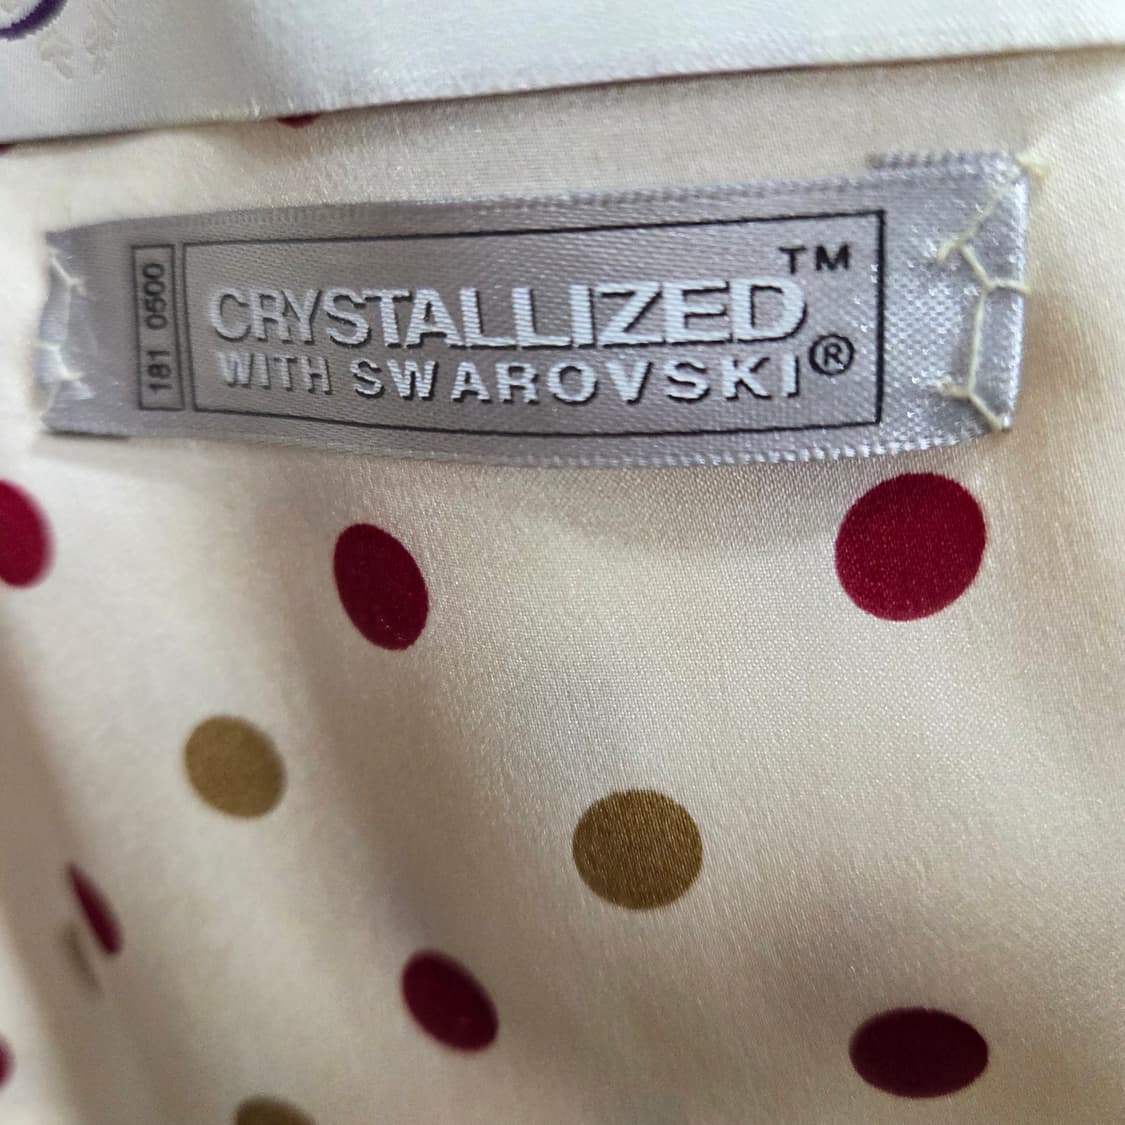 181 0500
CRYSTALLIZED™
WITH SWAROVSKI®